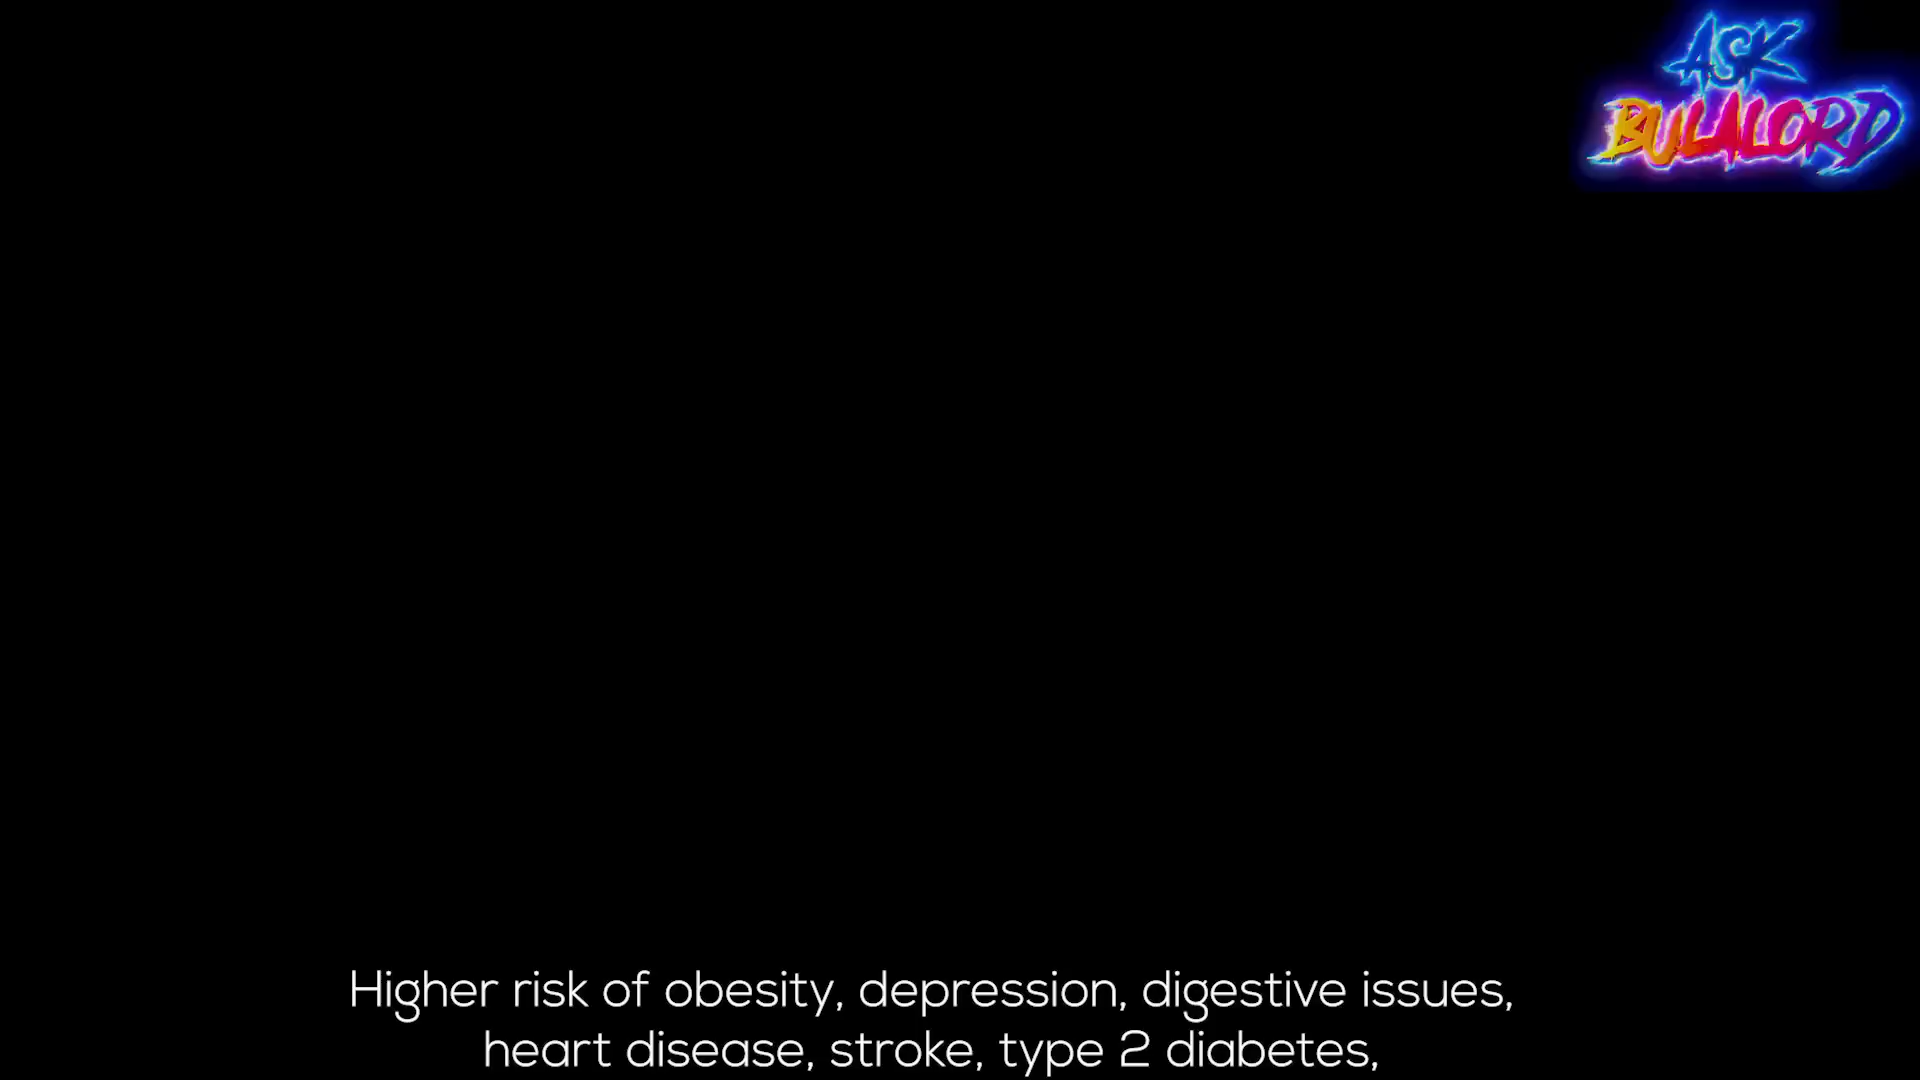 ASK
BULALORD
Higher risk of obesity, depression, digestive issues,
heart disease, stroke, type 2 diabetes,